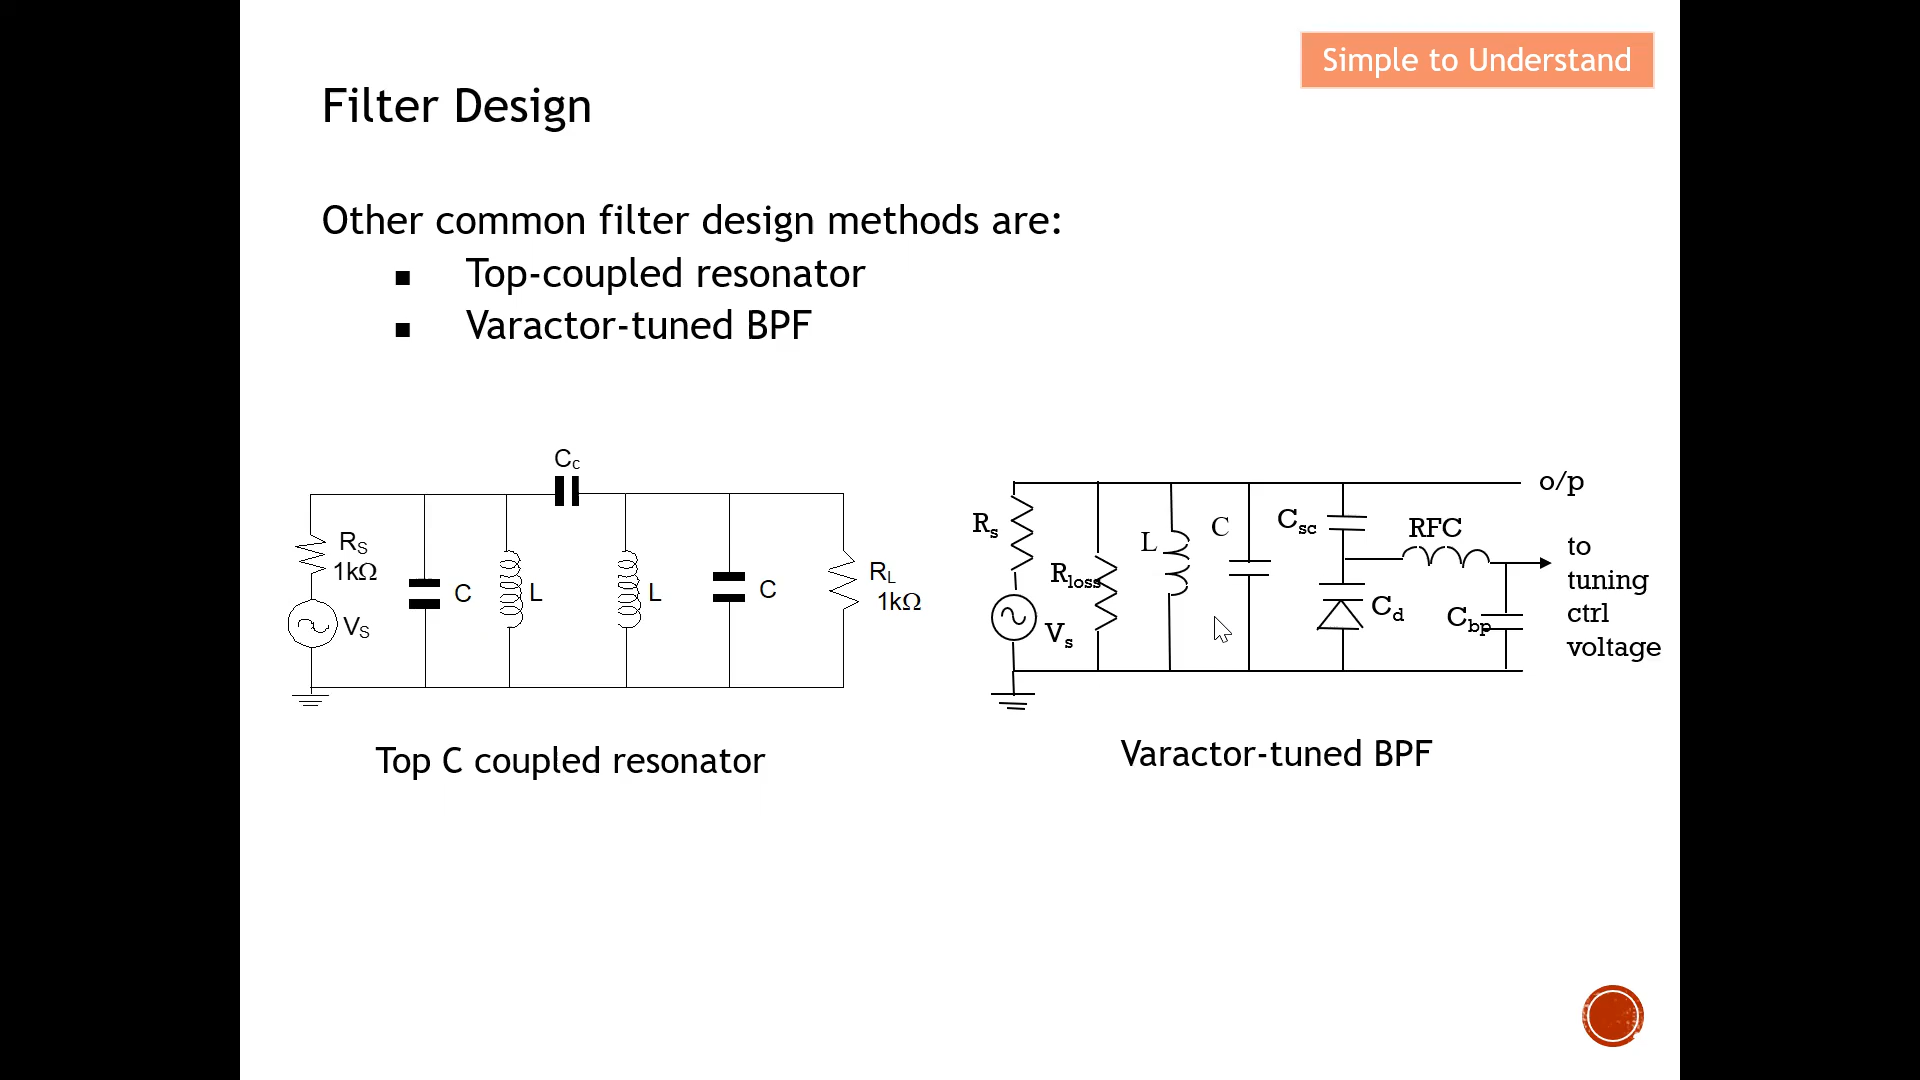 Simple to Understand
Filter Design
Other common filter design methods are:
■ Top-coupled resonator
■ Varactor-tuned BPF
Cc
RS
1kΩ
VS
C
L
L
C
RL
1kΩ
Top C coupled resonator
Rs
Vs
Rloss
L
C
Csc
RFC
Cd
Cbp
o/p
to
tuning
ctrl
voltage
Varactor-tuned BPF